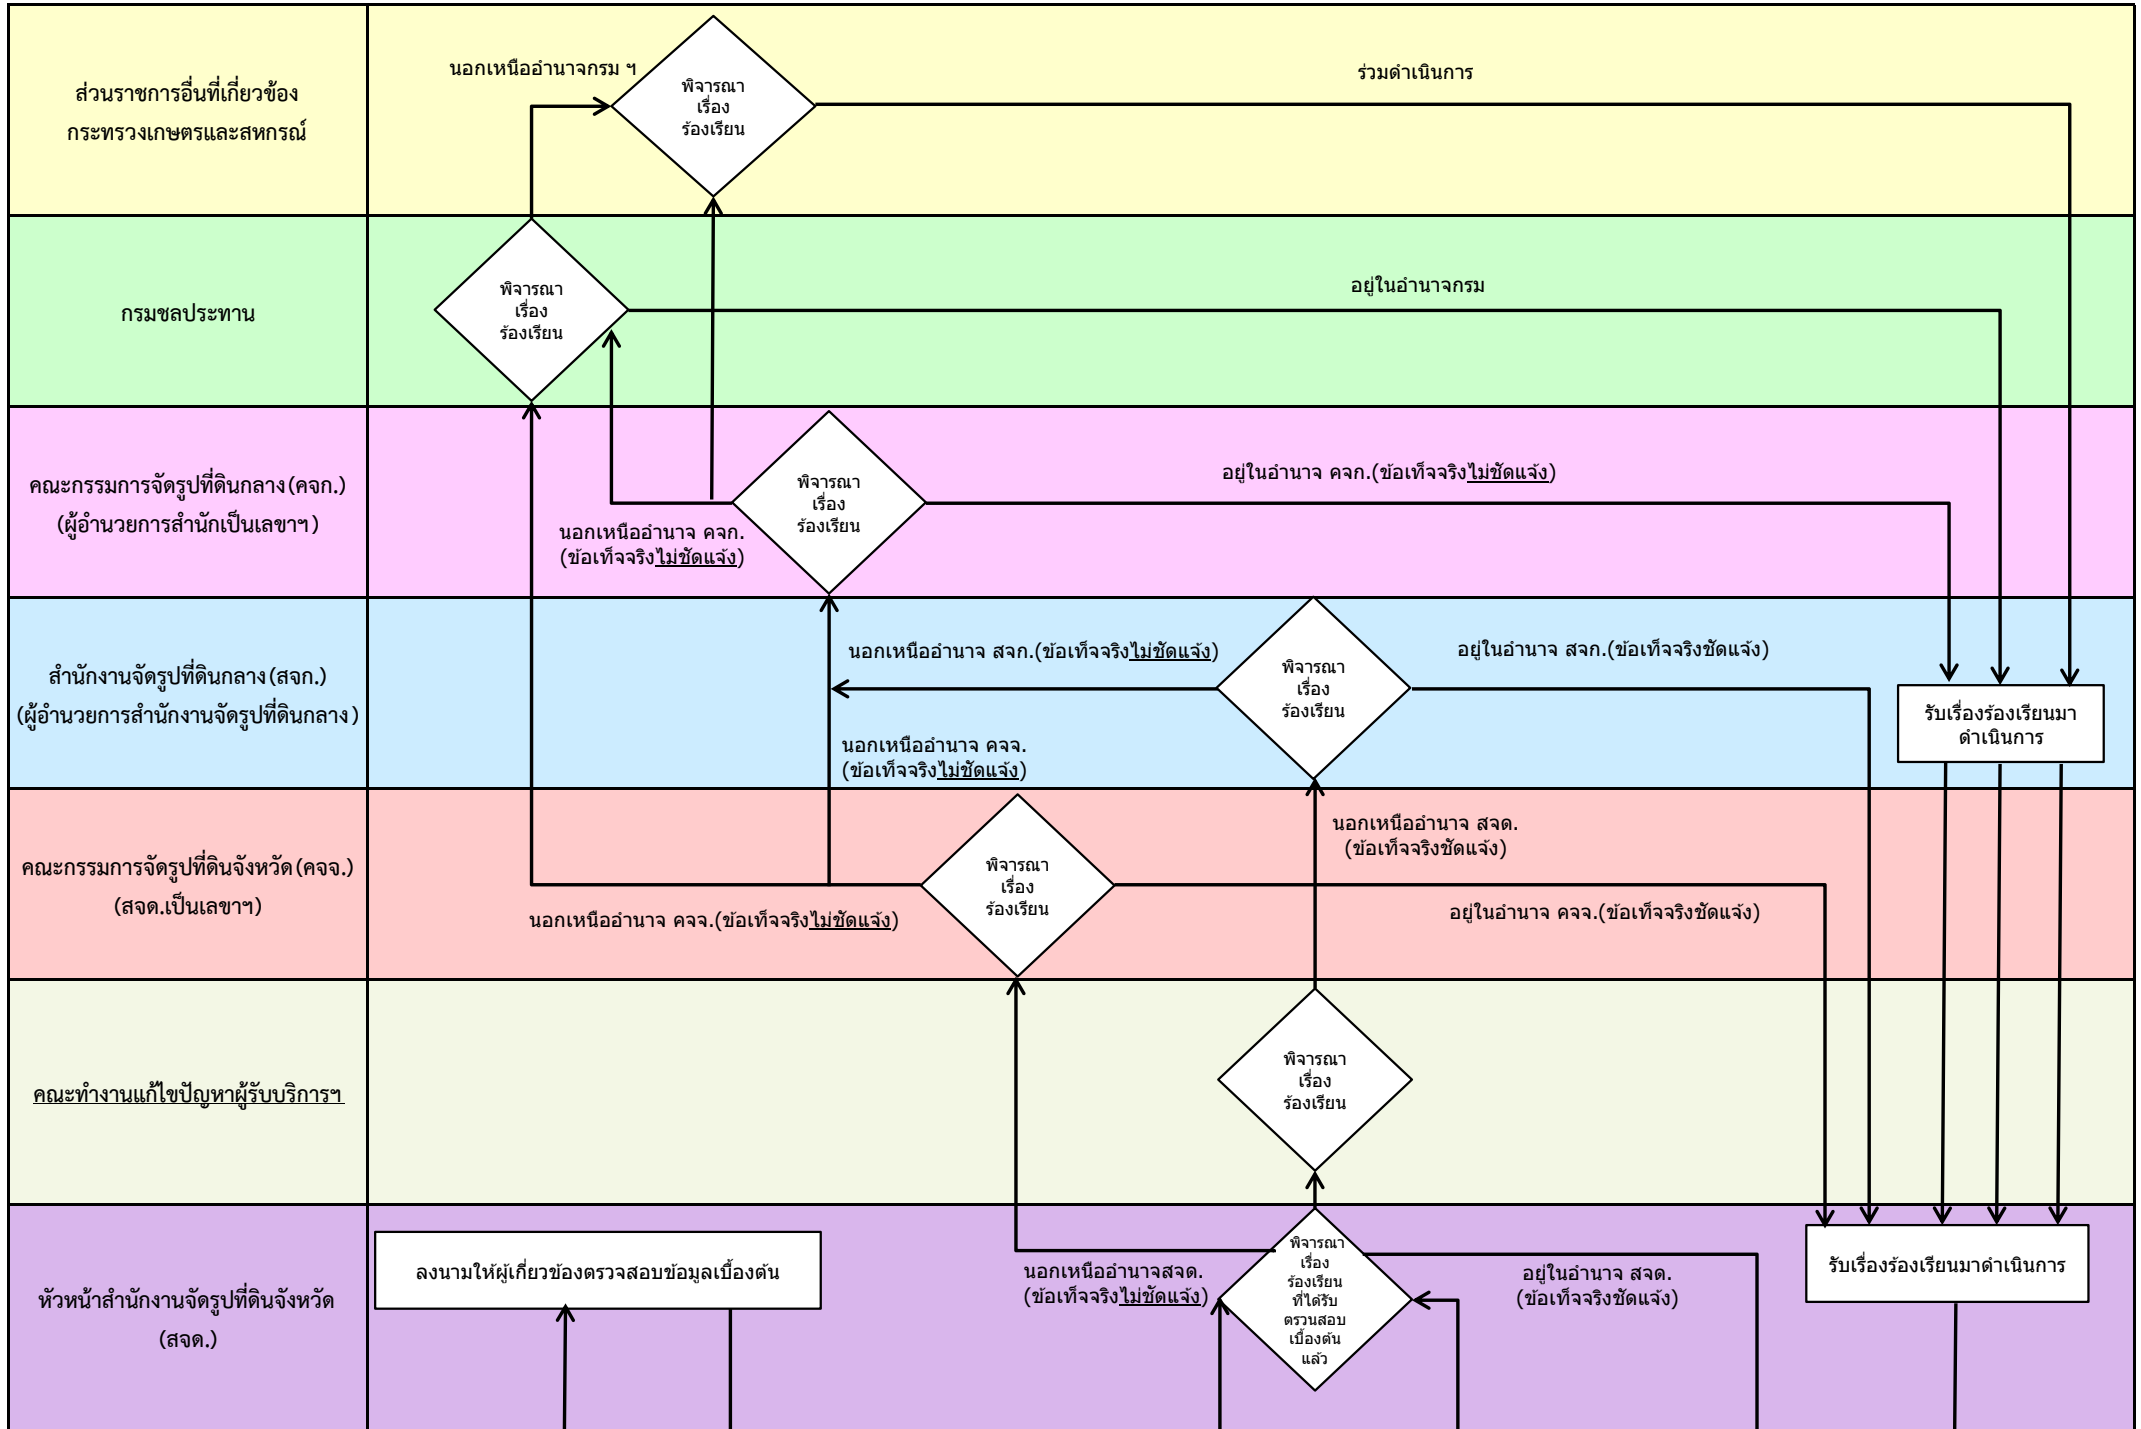 ส่วนราชการอื่นที่เกี่ยวข้อง
กระทรวงเกษตรและสหกรณ์
นอกเหนืออำนาจกรม ฯ
พิจารณา
เรื่อง
ร้องเรียน
ร่วมดำเนินการ
กรมชลประทาน
พิจารณา
เรื่อง
ร้องเรียน
อยู่ในอำนาจกรม
คณะกรรมการจัดรูปที่ดินกลาง(คจก.)
(ผู้อำนวยการสำนักเป็นเลขาฯ)
นอกเหนืออำนาจ คจก.
(ข้อเท็จจริงไม่ชัดแจ้ง)
พิจารณา
เรื่อง
ร้องเรียน
อยู่ในอำนาจ คจก.(ข้อเท็จจริงไม่ชัดแจ้ง)
สำนักงานจัดรูปที่ดินกลาง(สจก.)
(ผู้อำนวยการสำนักงานจัดรูปที่ดินกลาง)
นอกเหนืออำนาจ สจก.(ข้อเท็จจริงไม่ชัดแจ้ง)
พิจารณา
เรื่อง
ร้องเรียน
อยู่ในอำนาจ สจก.(ข้อเท็จจริงชัดแจ้ง)
รับเรื่องร้องเรียนมา
ดำเนินการ
นอกเหนืออำนาจ คจจ.
(ข้อเท็จจริงไม่ชัดแจ้ง)
คณะกรรมการจัดรูปที่ดินจังหวัด(คจจ.)
(สจด.เป็นเลขาฯ)
นอกเหนืออำนาจ คจจ.(ข้อเท็จจริงไม่ชัดแจ้ง)
พิจารณา
เรื่อง
ร้องเรียน
นอกเหนืออำนาจ สจด.
(ข้อเท็จจริงชัดแจ้ง)
อยู่ในอำนาจ คจจ.(ข้อเท็จจริงชัดแจ้ง)
คณะทำงานแก้ไขปัญหาผู้รับบริการฯ
พิจารณา
เรื่อง
ร้องเรียน
หัวหน้าสำนักงานจัดรูปที่ดินจังหวัด
(สจด.)
ลงนามให้ผู้เกี่ยวข้องตรวจสอบข้อมูลเบื้องต้น
นอกเหนืออำนาจสจด.
(ข้อเท็จจริงไม่ชัดแจ้ง)
พิจารณา
เรื่อง
ร้องเรียน
ที่ได้รับ
ตรวนสอบ
เบื้องต้น
แล้ว
อยู่ในอำนาจ สจด.
(ข้อเท็จจริงชัดแจ้ง)
รับเรื่องร้องเรียนมาดำเนินการ